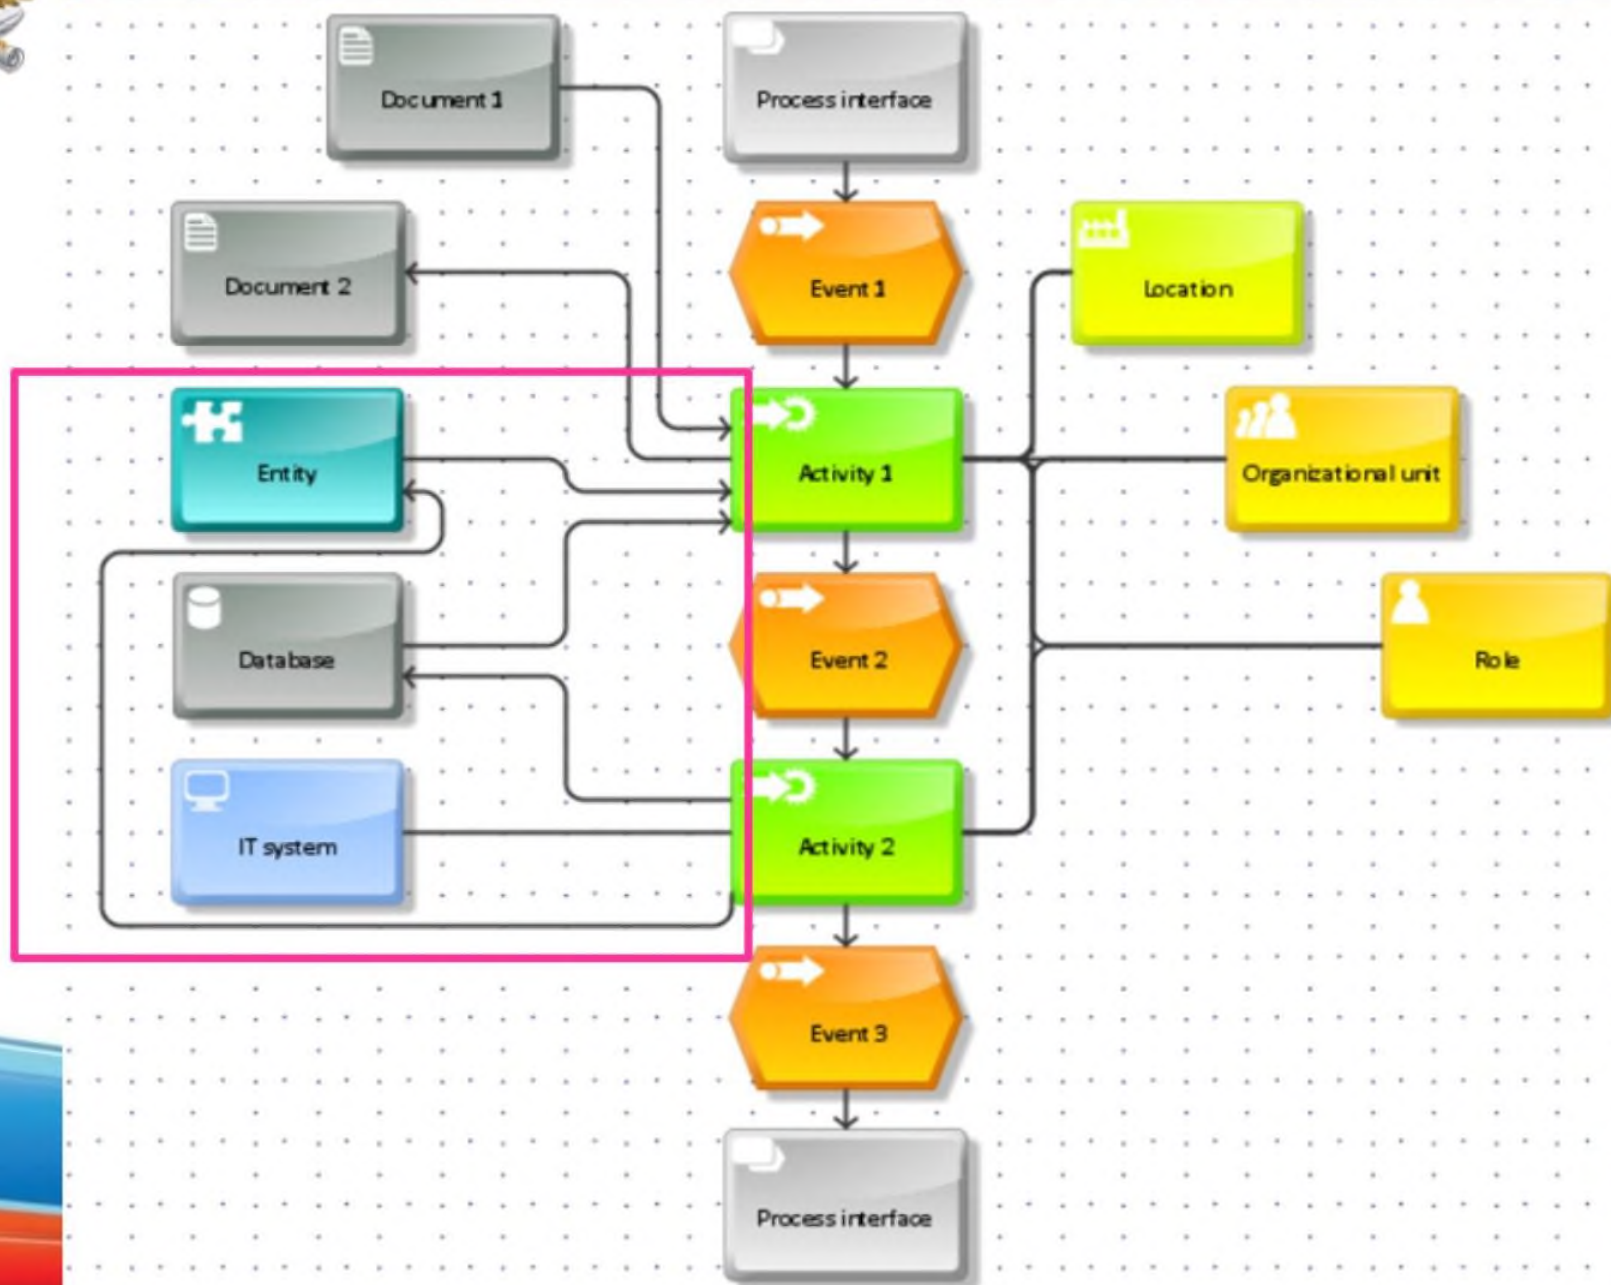 Document 1
Process interface
Document 2
Event 1
Location
Entity
Activity 1
Organizational unit
Database
Event 2
Role
IT system
Activity 2
Event 3
Process interface